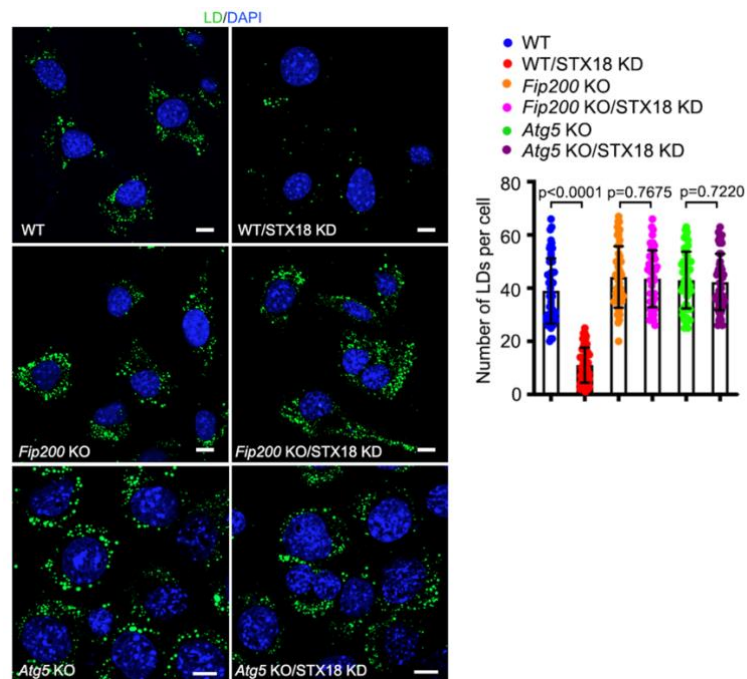 LD/DAPI
WT
WT/STX18 KD
Fip200 KO
Fip200 KO/STX18 KD
Atg5 KO
Atg5 KO/STX18 KD
WT
WT/STX18 KD
Fip200 KO
Fip200 KO/STX18 KD
Atg5 KO
Atg5 KO/STX18 KD
p<0.0001 p=0.7675 p=0.7220
Number of LDs per cell
80
60
40
20
0